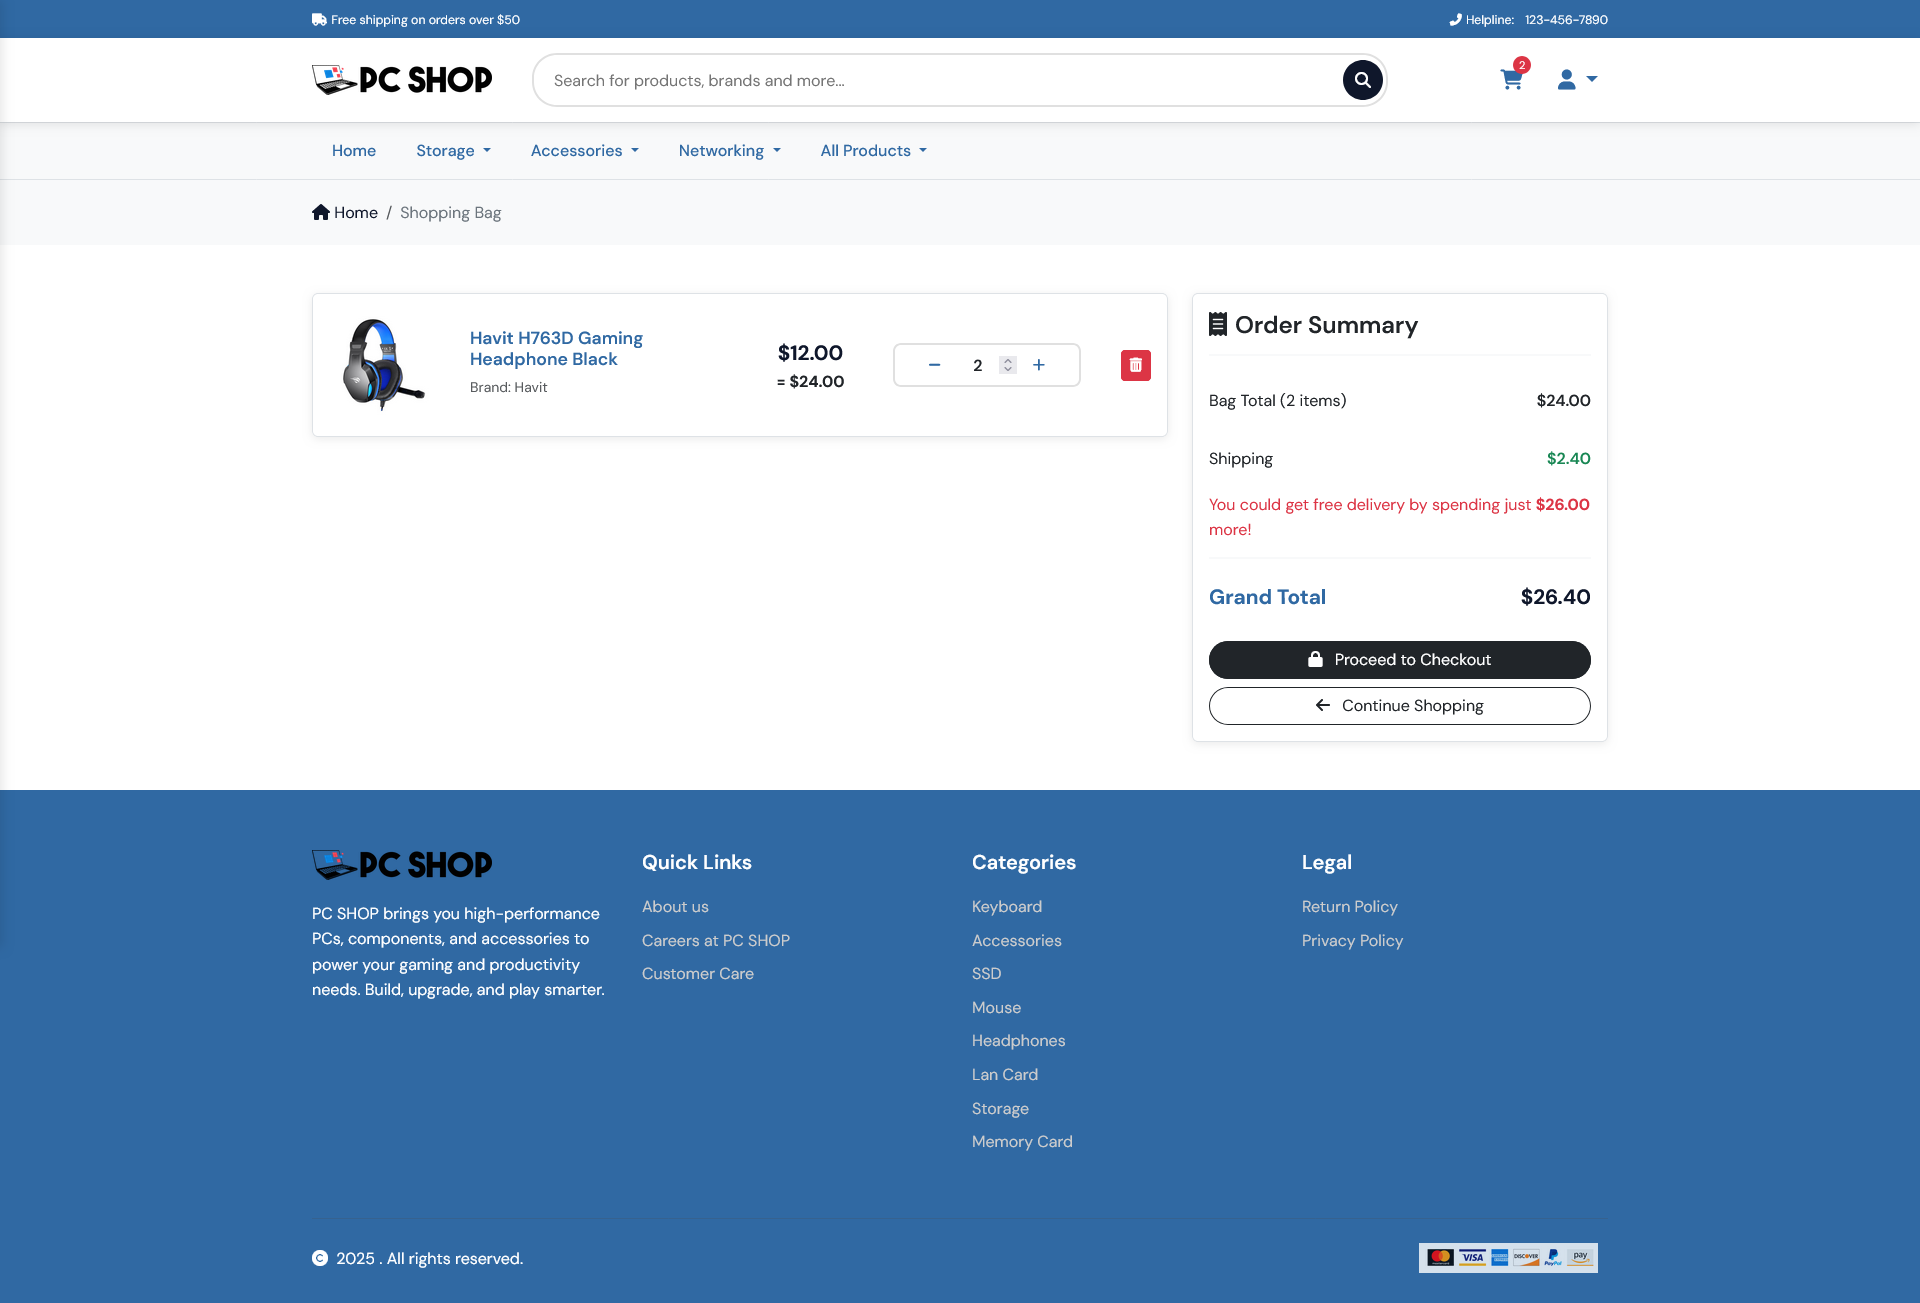 Free shipping on orders over $50
Helpline: 123-456-7890
PC SHOP
Search for products, brands and more...
2
Home
Storage
Accessories
Networking
All Products
Home / Shopping Bag
Havit H763D Gaming
Headphone Black
Brand: Havit
$12.00
= $24.00
2
Order Summary
Bag Total (2 items) $24.00
Shipping $2.40
You could get free delivery by spending just $26.00
more!
Grand Total $26.40
Proceed to Checkout
Continue Shopping
PC SHOP
PC SHOP brings you high-performance
PCs, components, and accessories to
power your gaming and productivity
needs. Build, upgrade, and play smarter.
Quick Links
About us
Careers at PC SHOP
Customer Care
Categories
Keyboard
Accessories
SSD
Mouse
Headphones
Lan Card
Storage
Memory Card
Legal
Return Policy
Privacy Policy
© 2025 . All rights reserved.
VISA
DISCOVER
PayPal
pay